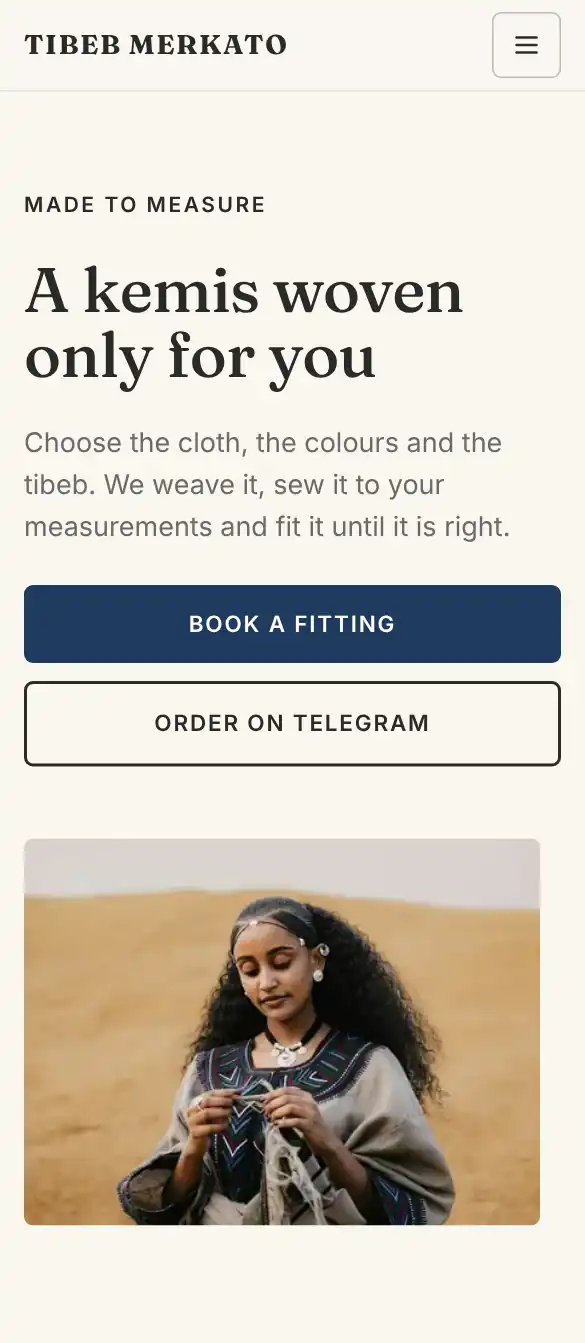 TIBEB MERKATO
MADE TO MEASURE
A kemis woven
only for you
Choose the cloth, the colours and the
tibeb. We weave it, sew it to your
measurements and fit it until it is right.
BOOK A FITTING
ORDER ON TELEGRAM